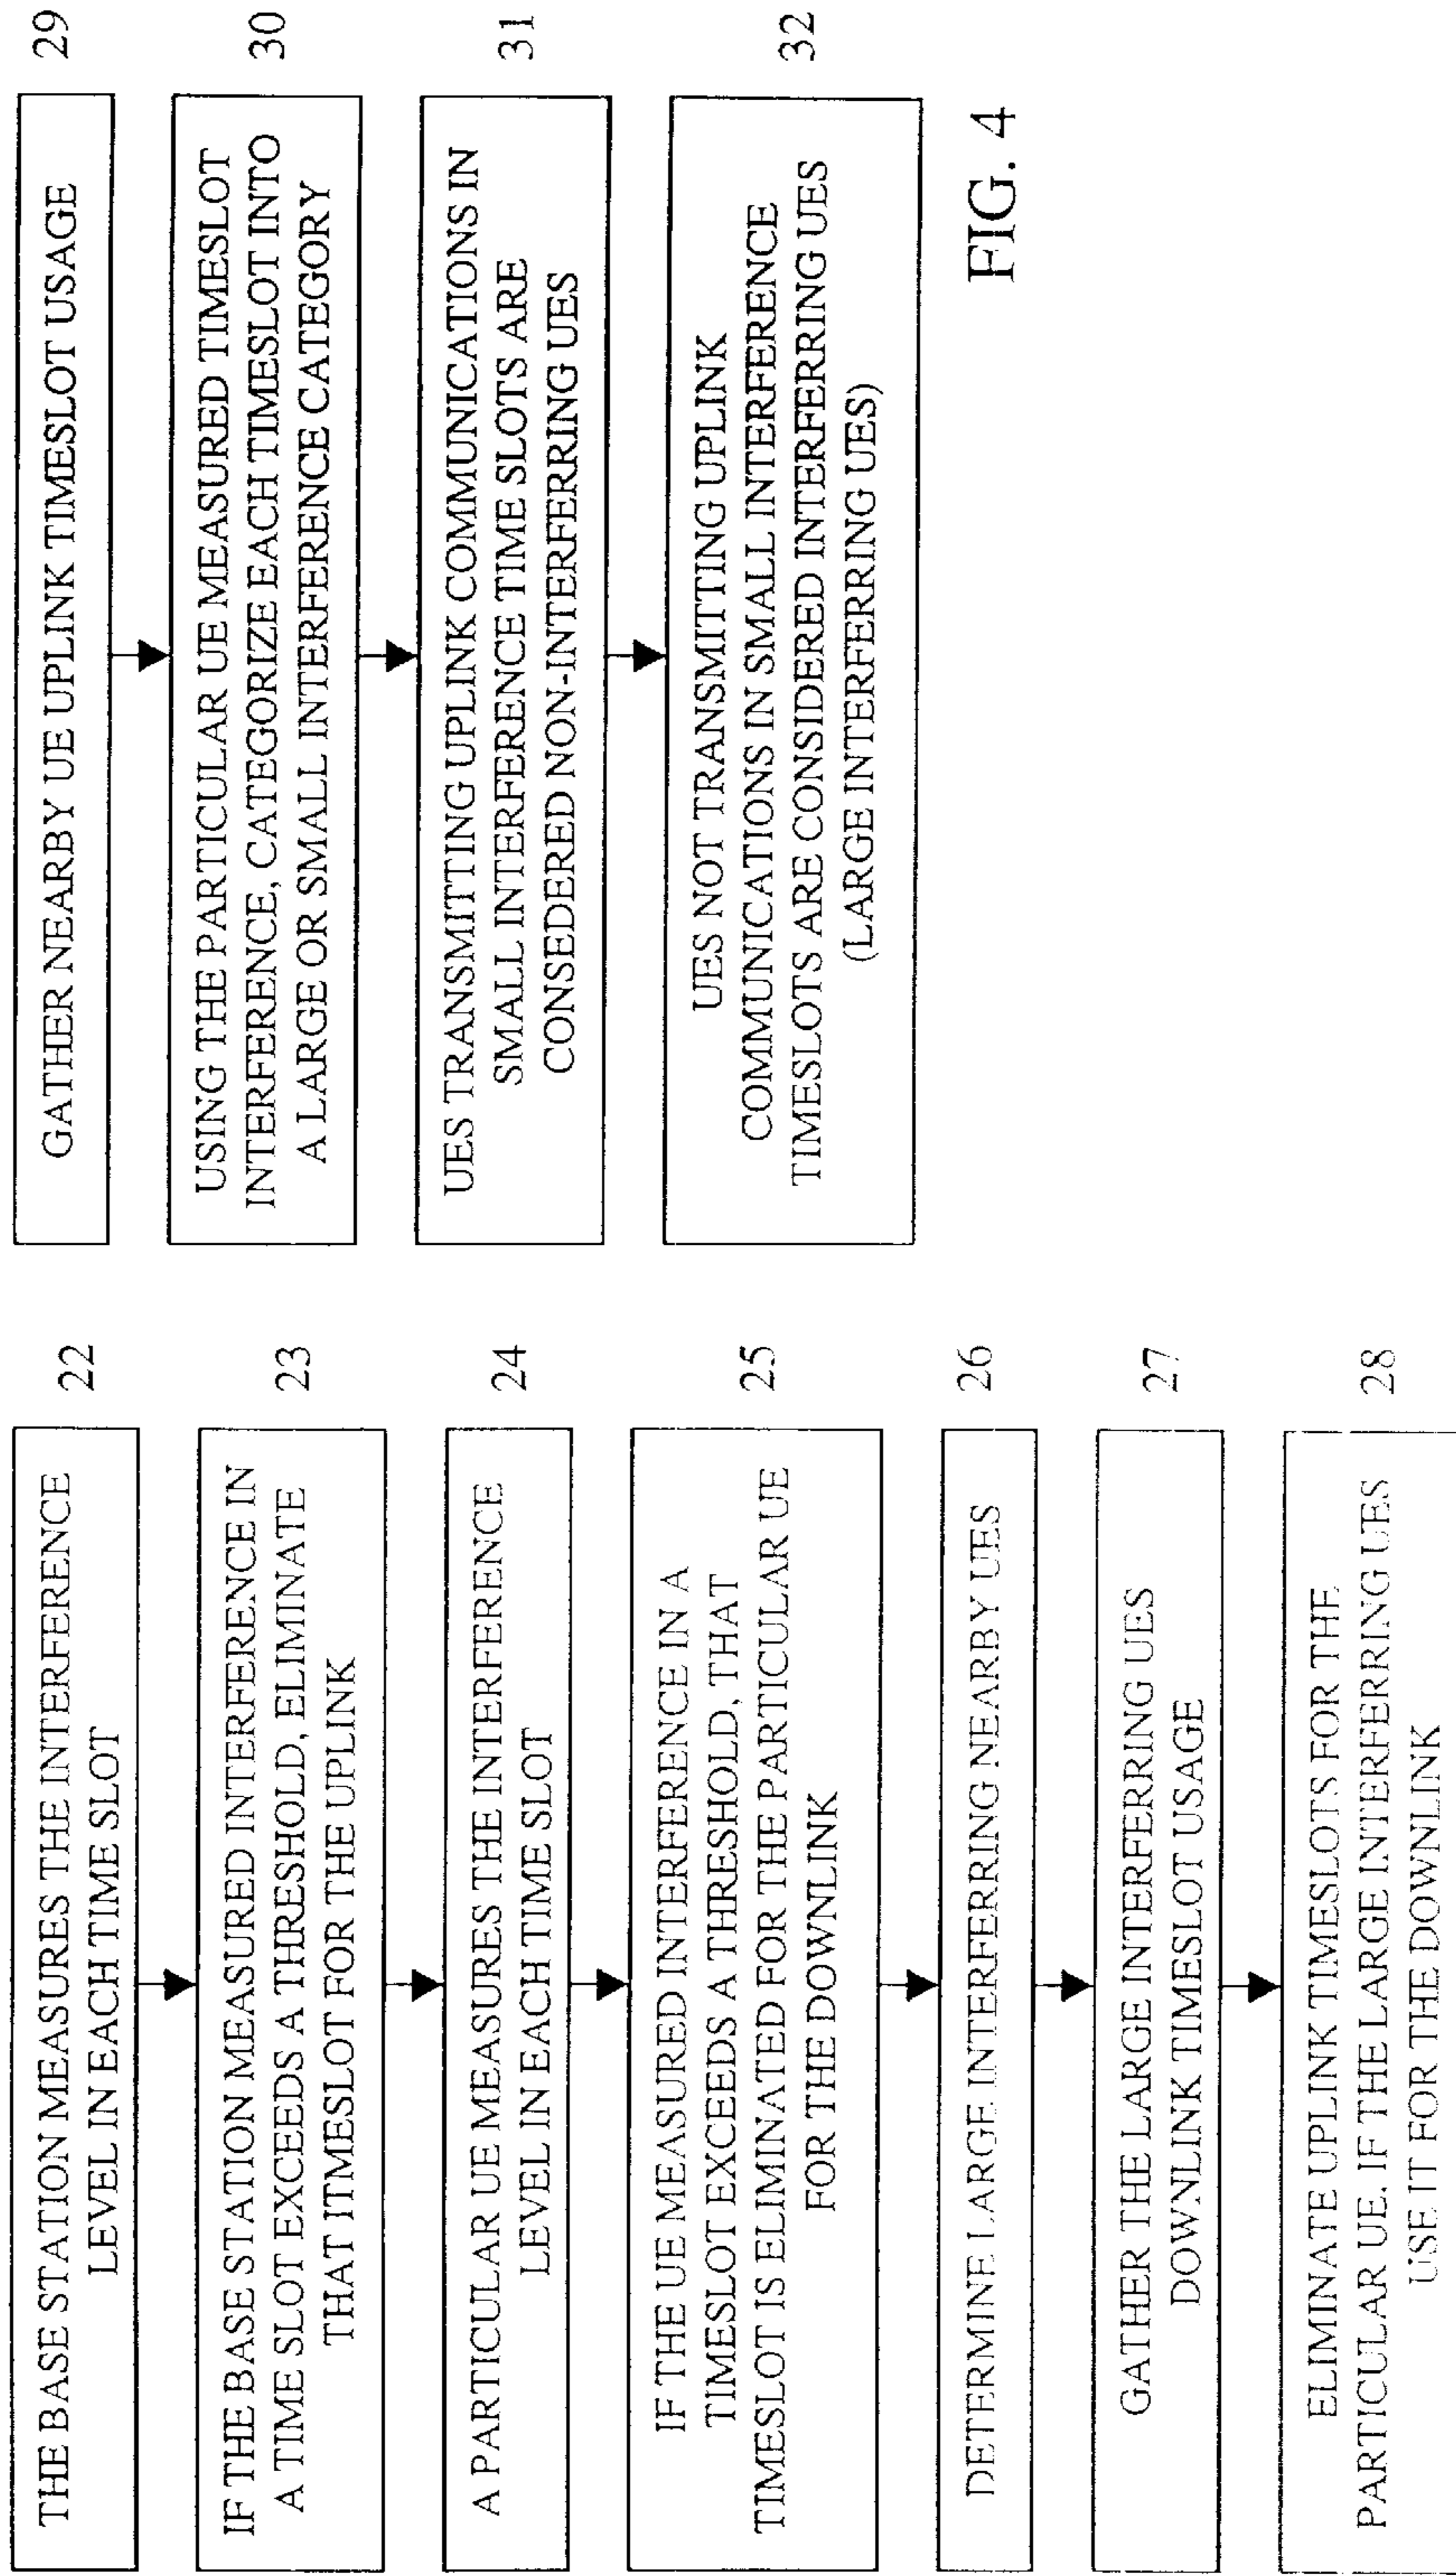 THE BASE STATION MEASURES THE INTERFERENCE
LEVEL IN EACH TIME SLOT
22
IF THE BASE STATION MEASURED INTERFERENCE IN
A TIME SLOT EXCEEDS A THRESHOLD, ELIMINATE
THAT ITMESLOT FOR THE UPLINK
23
A PARTICULAR UE MEASURES THE INTERFERENCE
LEVEL IN EACH TIME SLOT
24
IF THE UE MEASURED INTERFERENCE IN A
TIMESLOT EXCEEDS A THRESHOLD, THAT
TIMESLOT IS ELIMINATED FOR THE PARTICULAR UE
FOR THE DOWNLINK
25
DETERMINE LARGE INTERFERING NEARBY UES
26
GATHER THE LARGE INTERFERRING UES
DOWNLINK TIMESLOT USAGE
27
ELIMINATE UPLINK TIMESLOTS FOR THE
PARTICULAR UE, IF THE LARGE INTERFERRING UES
USE IT FOR THE DOWNLINK
28
GATHER NEARBY UE UPLINK TIMESLOT USAGE
29
USING THE PARTICULAR UE MEASURED TIMESLOT
INTERFERENCE, CATEGORIZE EACH TIMESLOT INTO
A LARGE OR SMALL INTERFERENCE CATEGORY
30
UES TRANSMITTING UPLINK COMMUNICATIONS IN
SMALL INTERFERENCE TIME SLOTS ARE
CONSEDERED NON-INTERFERRING UES
31
UES NOT TRANSMITTING UPLINK
COMMUNICATIONS IN SMALL INTERFERENCE
TIMESLOTS ARE CONSIDERED INTERFERRING UES
(LARGE INTERFERRING UES)
32
FIG. 4